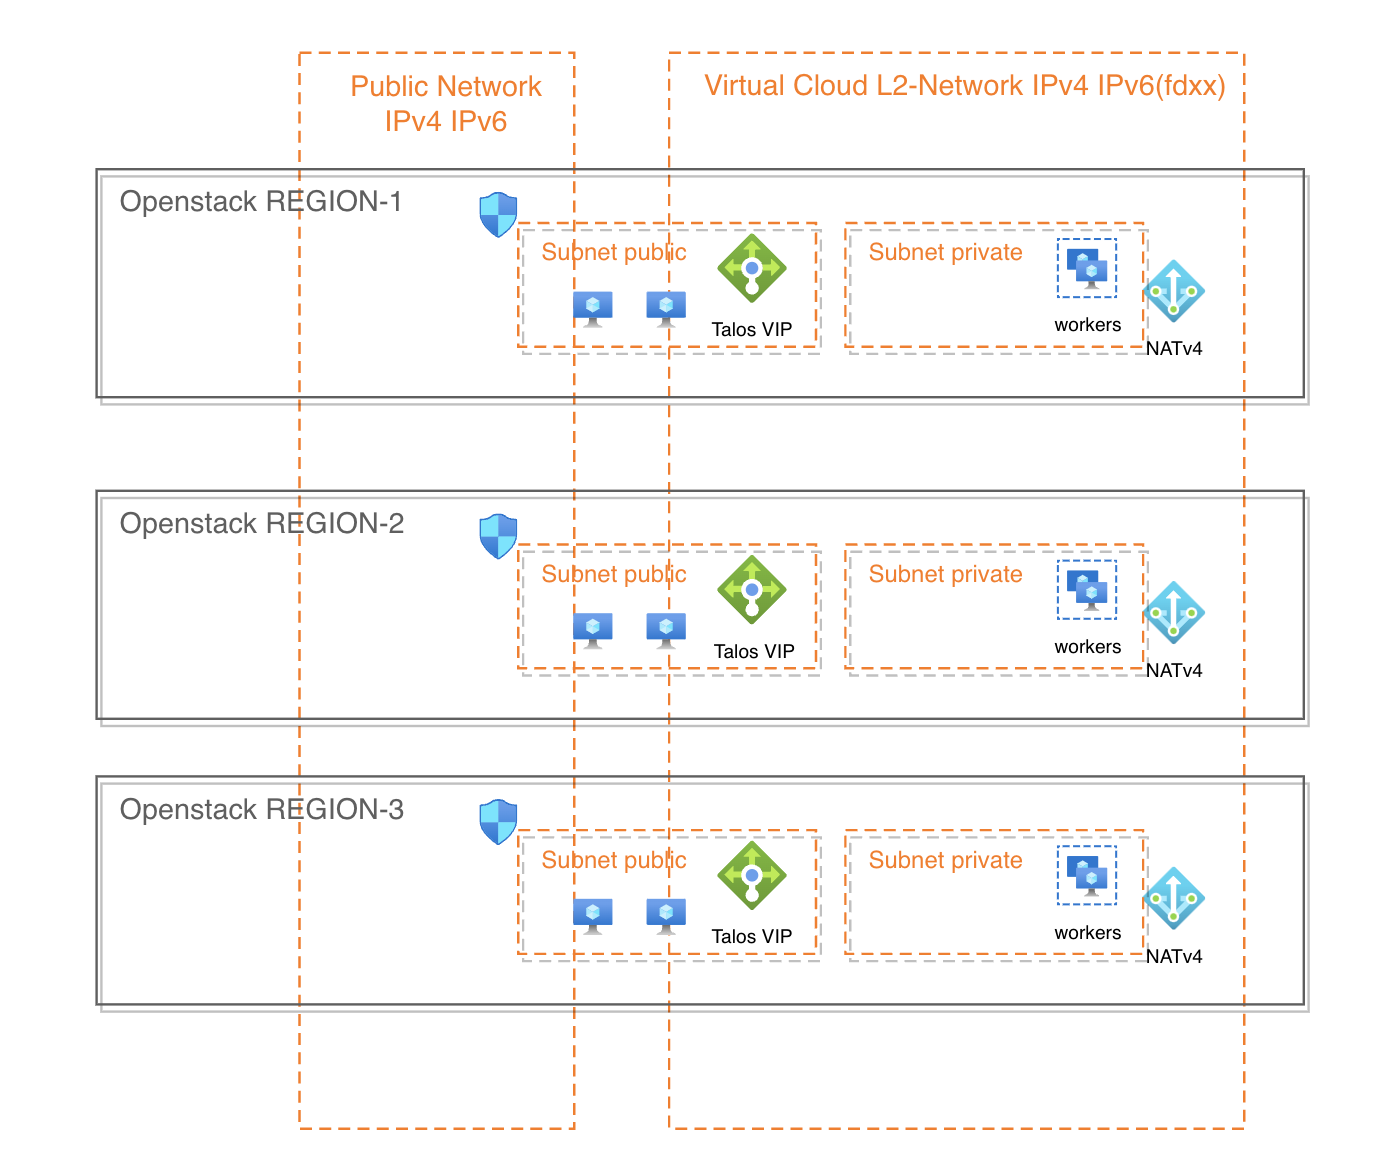 Public Network
IPv4 IPv6
Virtual Cloud L2-Network IPv4 IPv6(fdxx)
Openstack REGION-1
Subnet public
Talos VIP
Subnet private
workers
NATv4
Openstack REGION-2
Subnet public
Talos VIP
Subnet private
workers
NATv4
Openstack REGION-3
Subnet public
Talos VIP
Subnet private
workers
NATv4